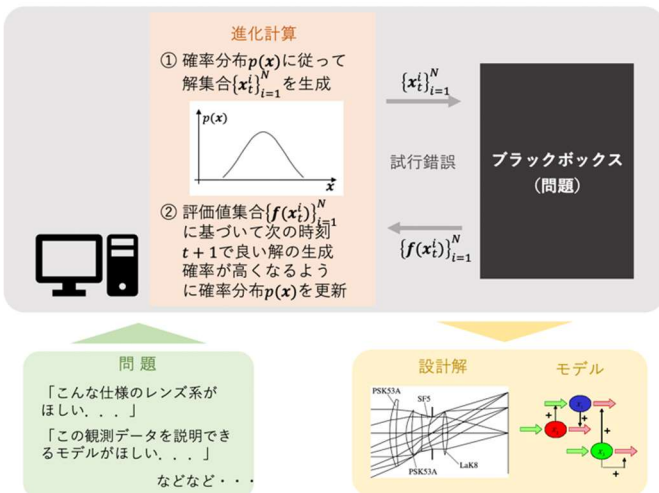 進化計算
① 確率分布p(x)に従って
解集合{x_t^i}_{i=1}^Nを生成
p(x)
x
② 評価値集合{f(x_t^i)}_{i=1}^N
に基づいて次の時刻
t+1で良い解の生成
確率が高くなるよう
に確率分布p(x)を更新
{x_t^i}_{i=1}^N
試行錯誤
{f(x_t^i)}_{i=1}^N
ブラックボックス
(問題)
問 題
「こんな仕様のレンズ系が
ほしい．．．」
「この観測データを説明でき
るモデルがほしい．．．」
などなど・・・
設計解
PSK53A
SF5
PSK53A
LaK8
モデル
+
+
+
+